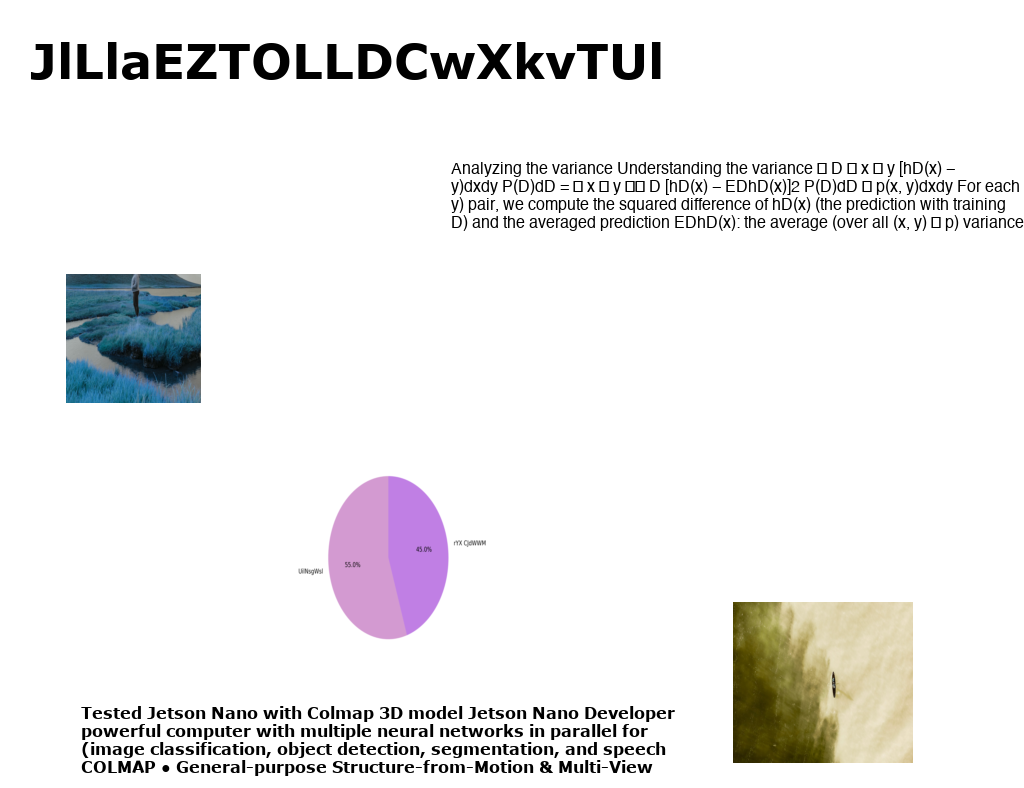 JlLlaEZTOLLDCwXkvTUl
Analyzing the variance Understanding the variance □ D □ x □ y [hD(x) −
y)dxdy P(D)dD = □ x □ y □□ D [hD(x) − EDhD(x)]2 P(D)dD □ p(x, y)dxdy For each
y) pair, we compute the squared difference of hD(x) (the prediction with training
D) and the averaged prediction EDhD(x): the average (over all (x, y) □ p) variance
45.0%
55.0%
Tested Jetson Nano with Colmap 3D model Jetson Nano Developer
powerful computer with multiple neural networks in parallel for
(image classification, object detection, segmentation, and speech
COLMAP ● General-purpose Structure-from-Motion & Multi-View